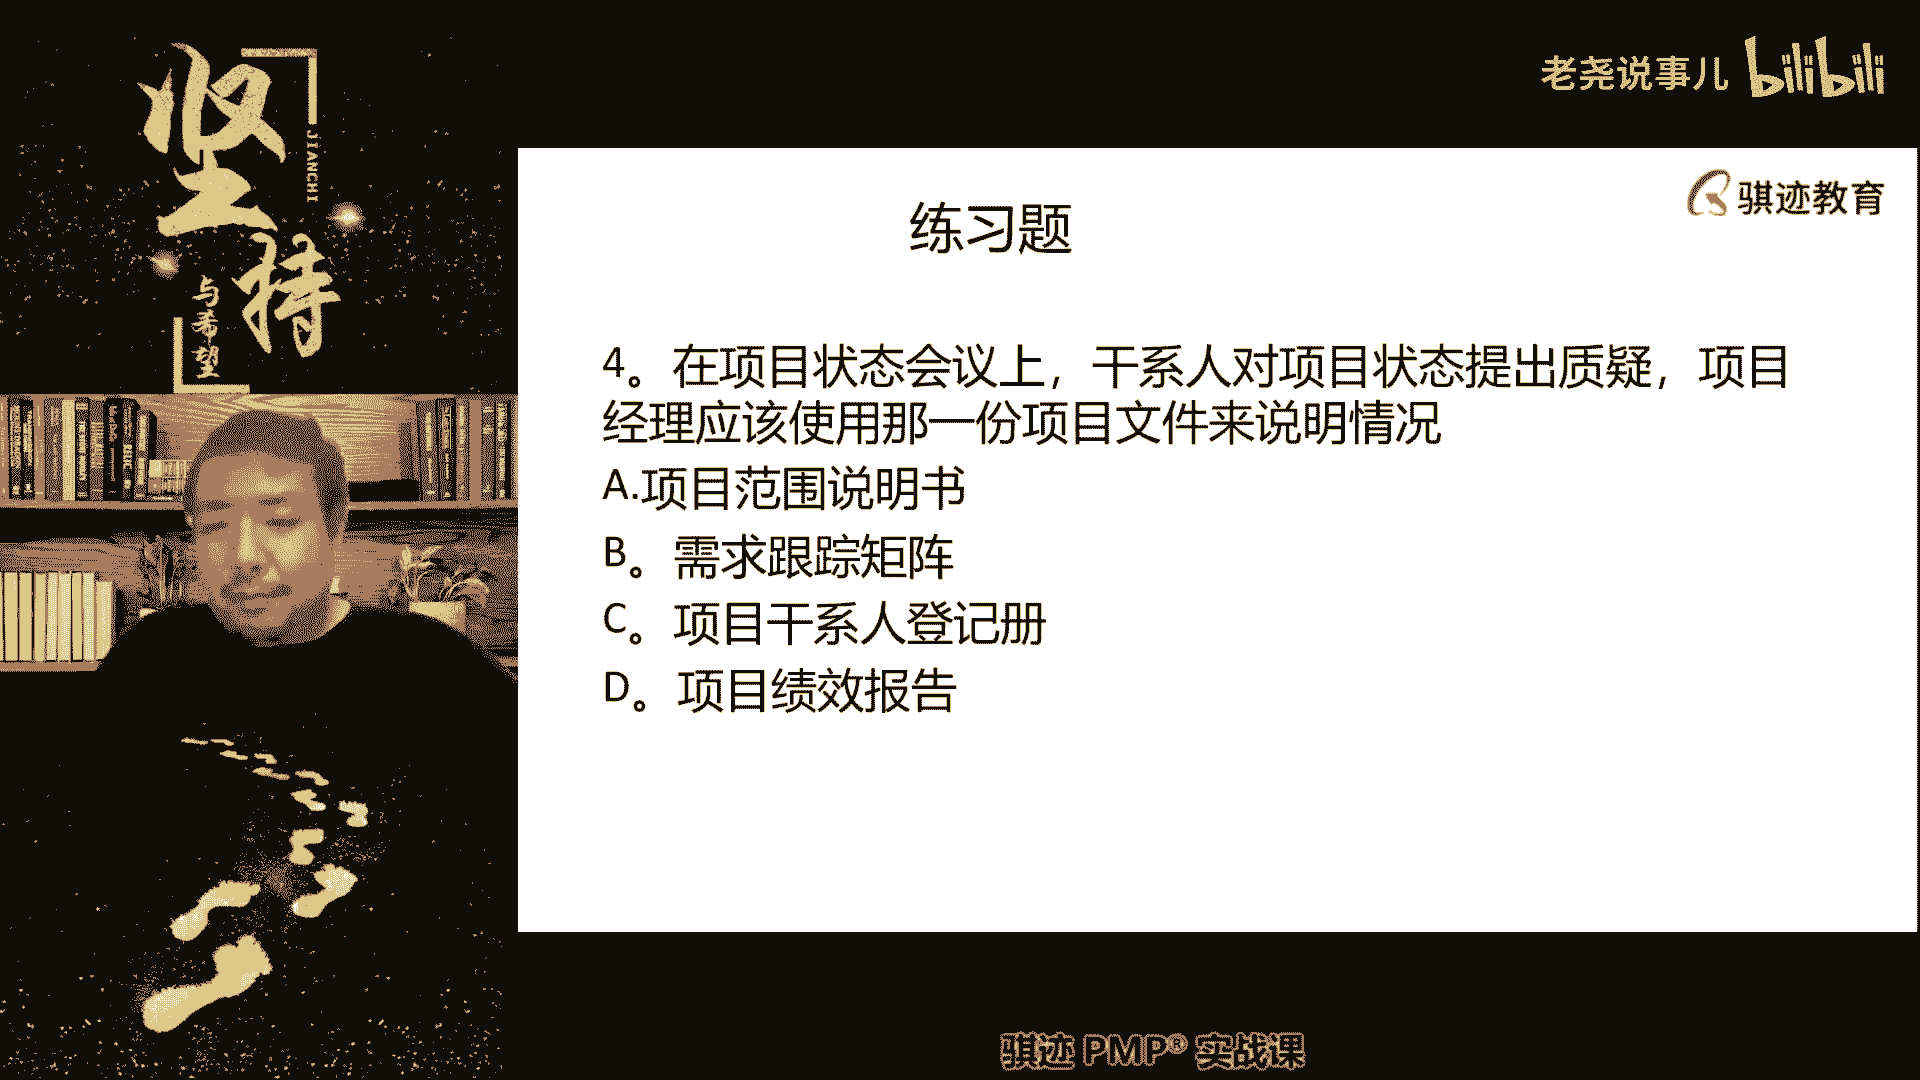 坚持
JIANCHI
与希望
老尧说事儿 bilibili
骐迹教育
练习题
4。在项目状态会议上，干系人对项目状态提出质疑，项目
经理应该使用那一份项目文件来说明情况
A.项目范围说明书
B。需求跟踪矩阵
C。项目干系人登记册
D。项目绩效报告
骐迹 PMP® 实战课